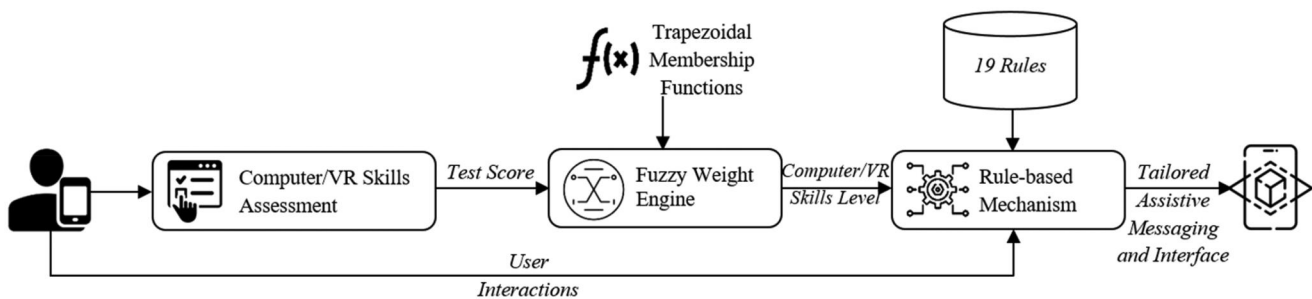 f(x)
Trapezoidal
Membership
Functions
19 Rules
Computer/VR Skills
Assessment
Test Score
Fuzzy Weight
Engine
Computer/VR
Skills Level
Rule-based
Mechanism
Tailored
Assistive
Messaging
and Interface
User
Interactions